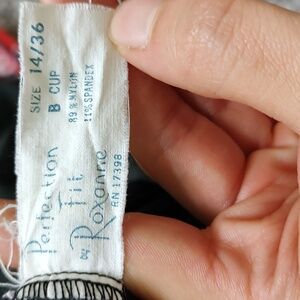 SIZE 14/36
B CUP
89% NYLON
11% SPANDEX
Perfection
Fit
by Roxanne
RN 17398